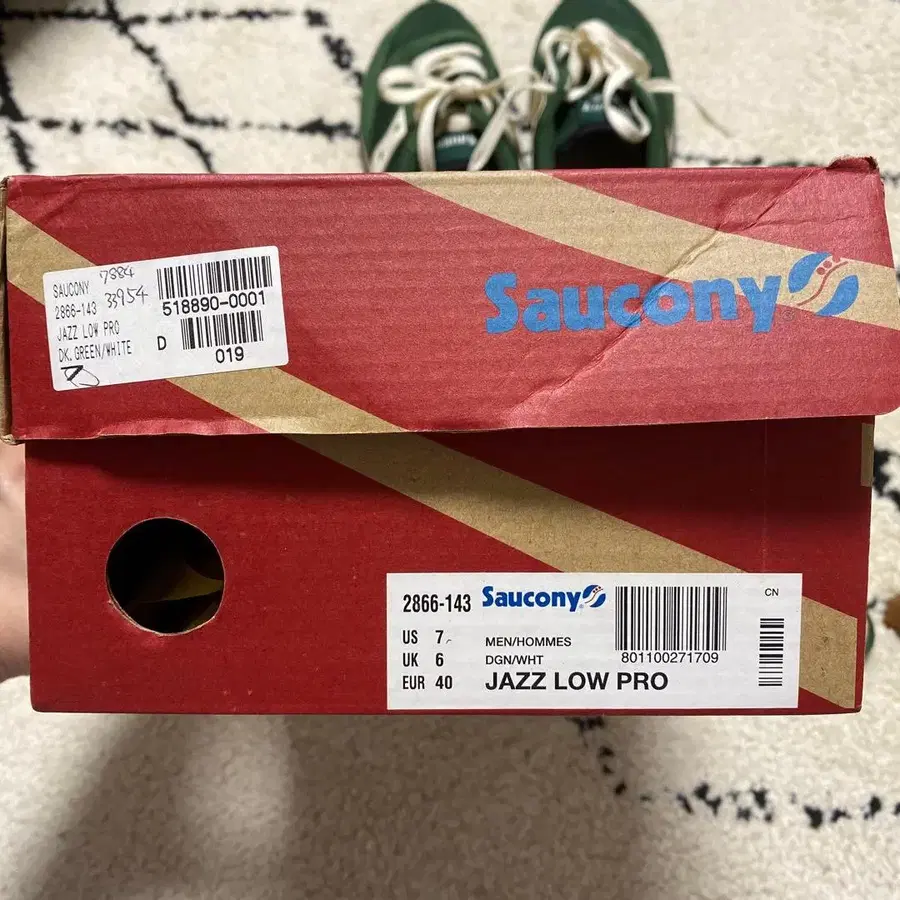 SAUCONY 7884
2866-143 33954
JAZZ LOW PRO
DK. GREEN/WHITE
518890-0001
D
019
Saucony
2866-143 Saucony
CN
US 7
UK 6
EUR 40
MEN/HOMMES
DGN/WHT
JAZZ LOW PRO
801100271709